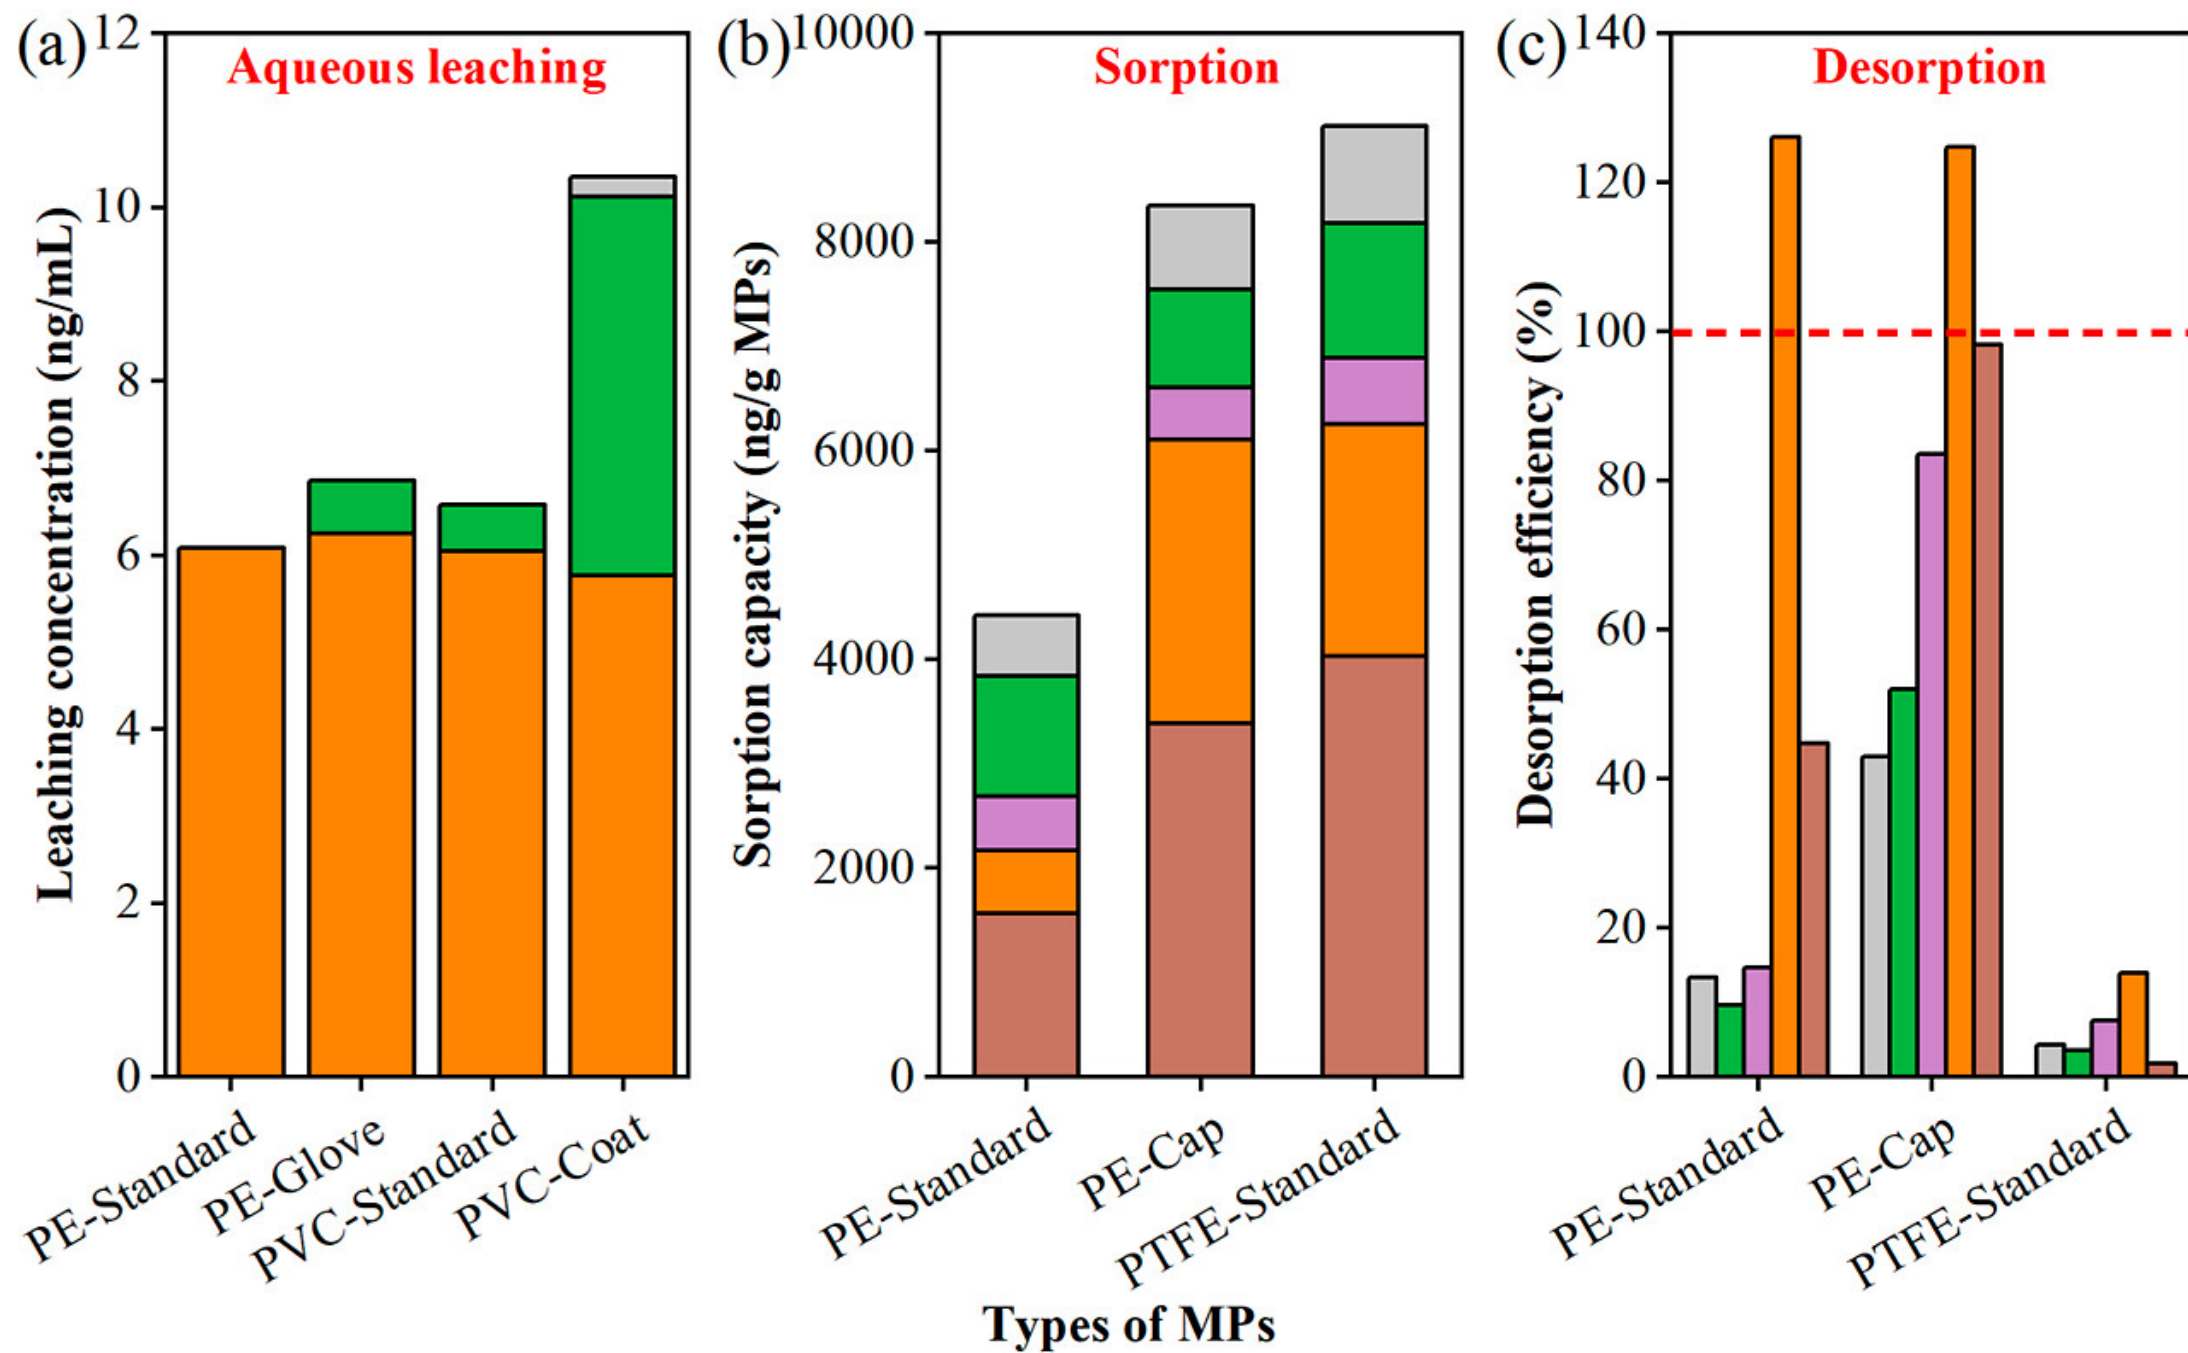 (a)
Aqueous leaching
Leaching concentration (ng/mL)
12
10
8
6
4
2
0
PE-Standard
PE-Glove
PVC-Standard
PVC-Coat
(b)
Sorption
Sorption capacity (ng/g MPs)
10000
8000
6000
4000
2000
0
PE-Standard
PE-Cap
PTFE-Standard
(c)
Desorption
Desorption efficiency (%)
140
120
100
80
60
40
20
0
PE-Standard
PE-Cap
PTFE-Standard
Types of MPs